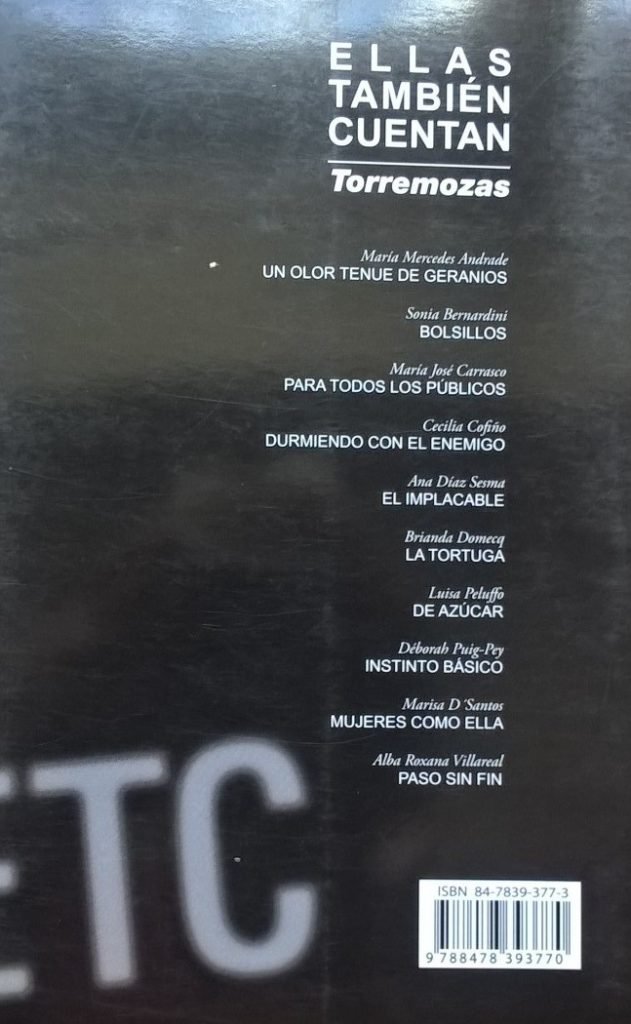 ELLAS
TAMBIÉN
CUENTAN
Torremozas
María Mercedes Andrade
UN OLOR TENUE DE GERANIOS
Sonia Bernardini
BOLSILLOS
María José Carrasco
PARA TODOS LOS PÚBLICOS
Cecilia Cofiño
DURMIENDO CON EL ENEMIGO
Ana Díaz Sesma
EL IMPLACABLE
Brianda Domecq
LA TORTUGA
Luisa Peluffo
DE AZÚCAR
Déborah Puig-Pey
INSTINTO BÁSICO
Marisa D´Santos
MUJERES COMO ELLA
Alba Roxana Villareal
PASO SIN FIN
ETC
ISBN 84-7839-377-3
9 788478 393770